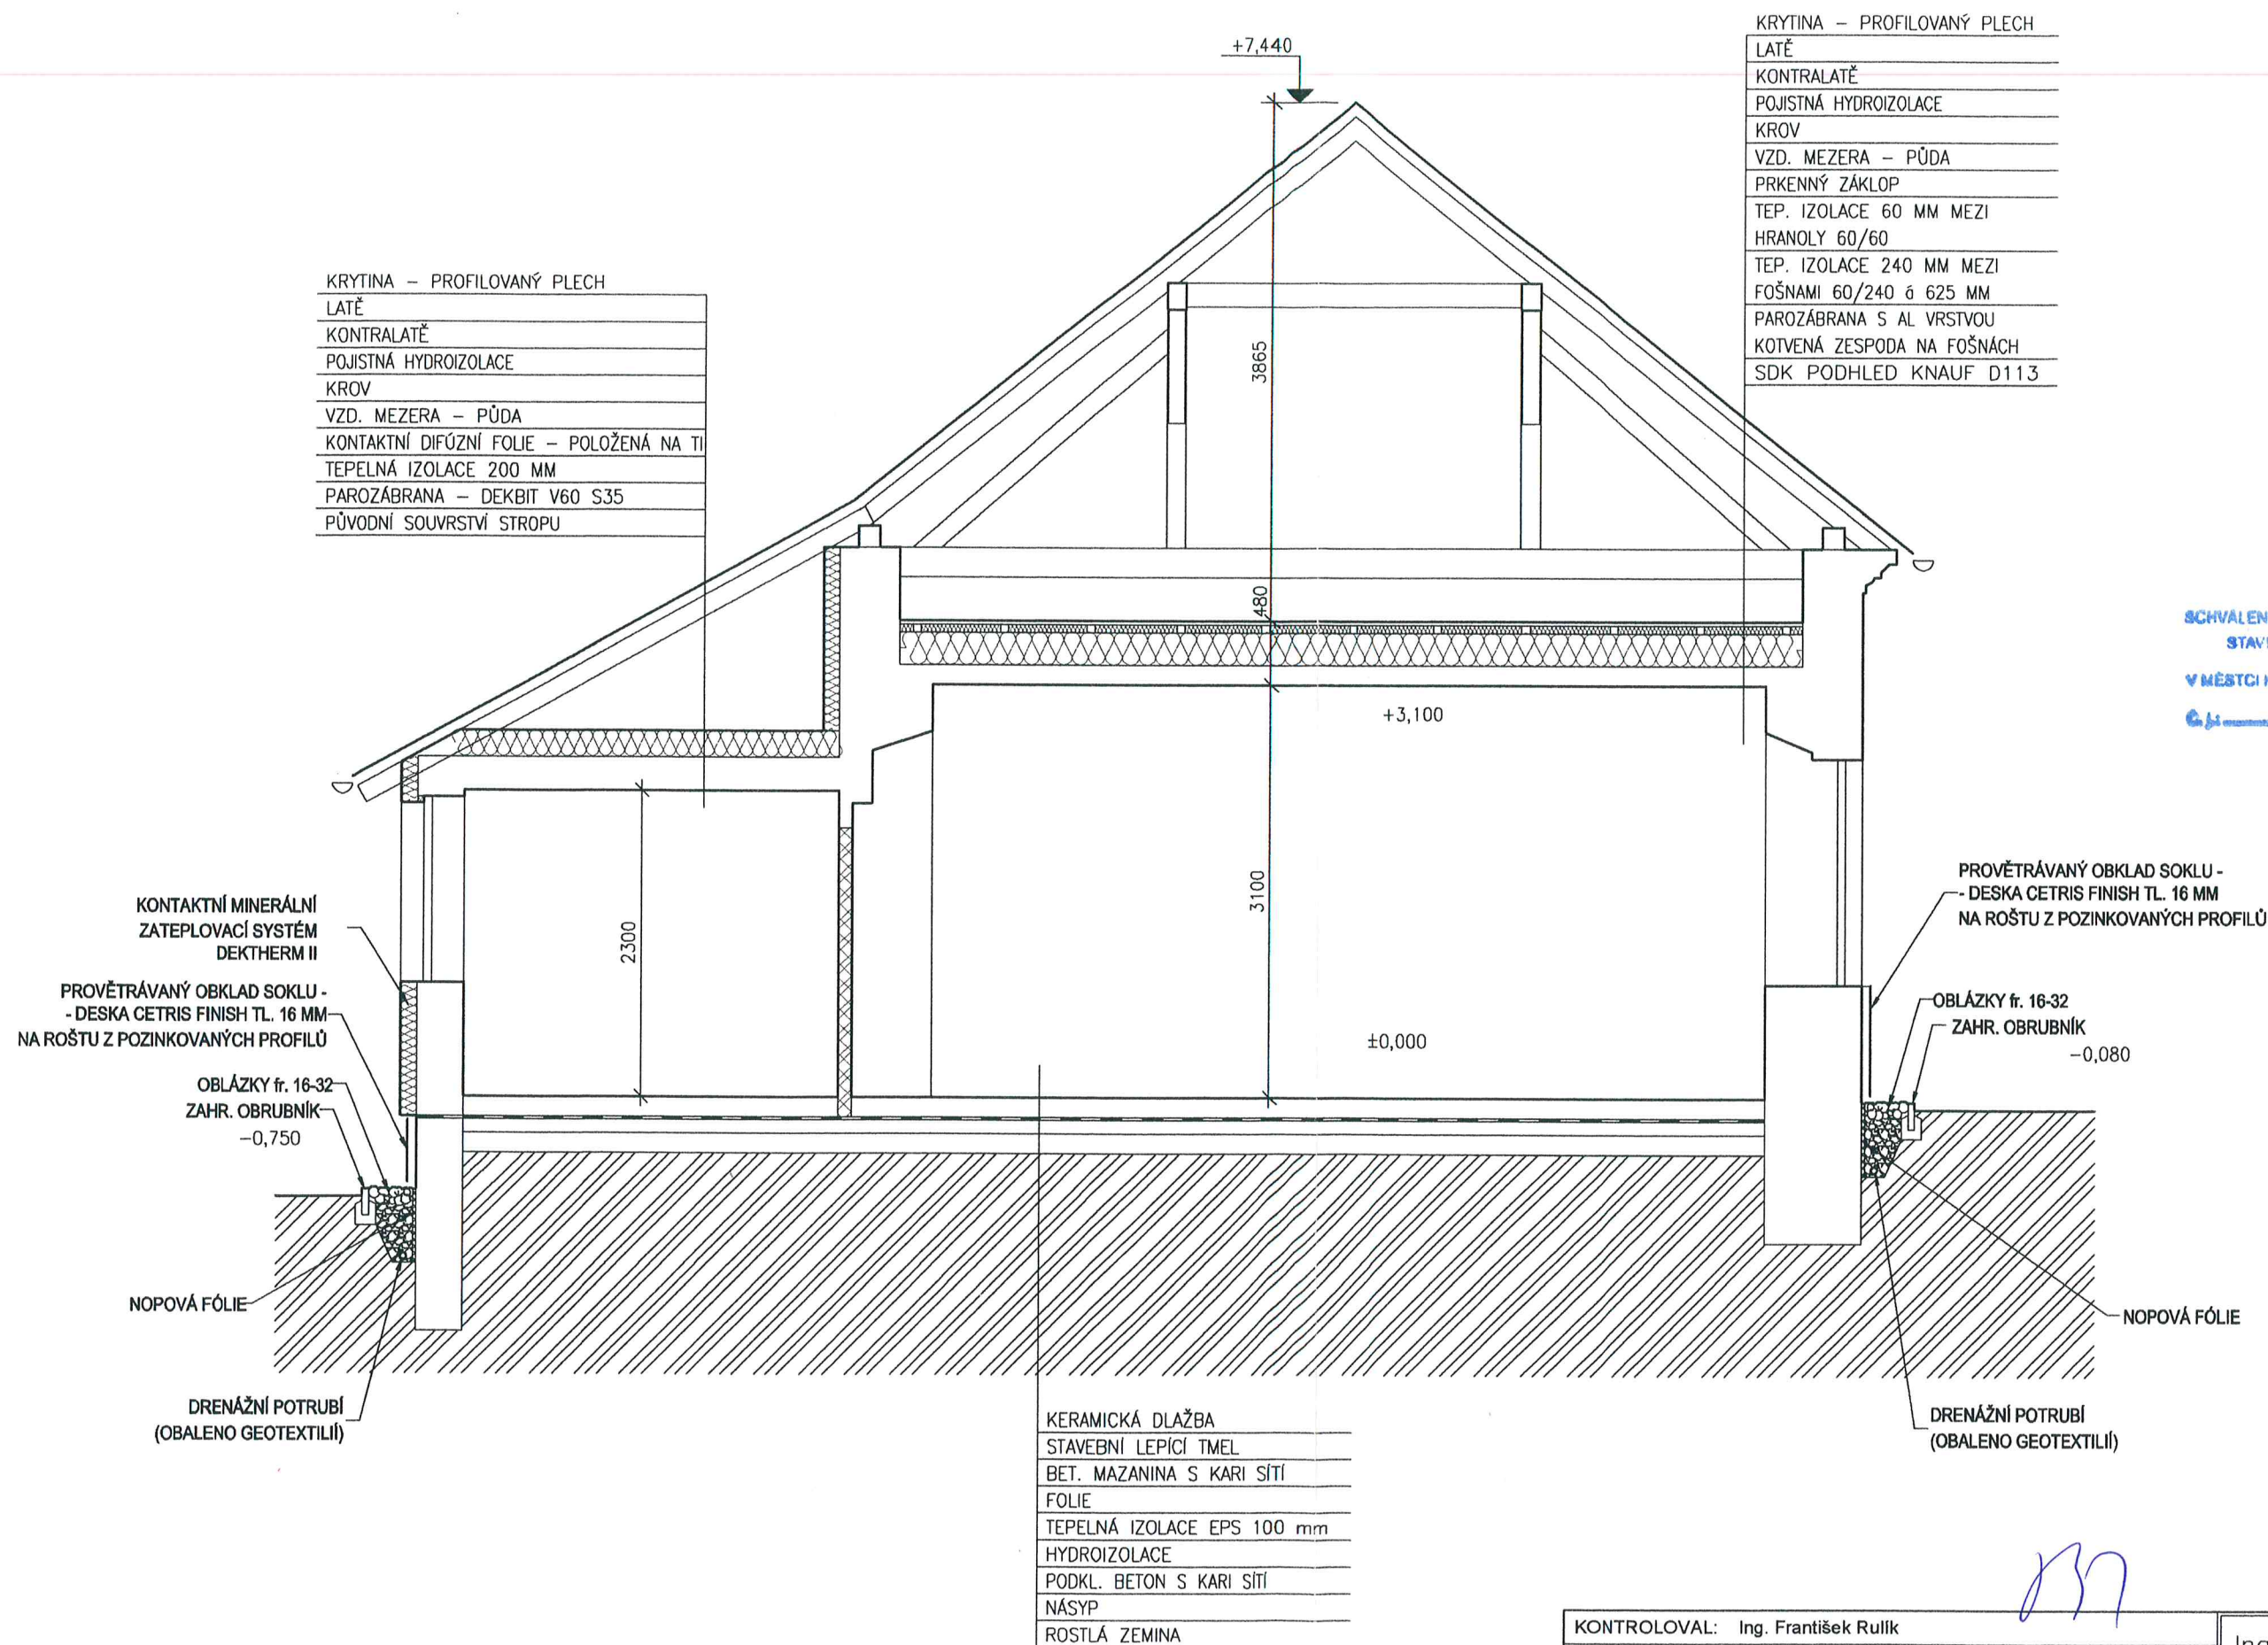 +7,440
KRYTINA – PROFILOVANÝ PLECH
LATĚ
KONTRALATĚ
POJISTNÁ HYDROIZOLACE
KROV
VZD. MEZERA – PŮDA
PRKENNÝ ZÁKLOP
TEP. IZOLACE 60 MM MEZI
HRANOLY 60/60
TEP. IZOLACE 240 MM MEZI
FOŠNAMI 60/240 á 625 MM
PAROZÁBRANA S AL VRSTVOU
KOTVENÁ ZESPODA NA FOŠNÁCH
SDK PODHLED KNAUF D113
KRYTINA – PROFILOVANÝ PLECH
LATĚ
KONTRALATĚ
POJISTNÁ HYDROIZOLACE
KROV
VZD. MEZERA – PŮDA
KONTAKTNÍ DIFÚZNÍ FOLIE – POLOŽENÁ NA TI
TEPELNÁ IZOLACE 200 MM
PAROZÁBRANA – DEKBIT V60 S35
PŮVODNÍ SOUVRSTVÍ STROPU
3865
480
+3,100
3100
2300
±0,000
SCHVÁLEN
STAV
V MĚSTCI
KONTAKTNÍ MINERÁLNÍ
ZATEPLOVACÍ SYSTÉM
DEKTHERM II
PROVĚTRÁVANÝ OBKLAD SOKLU -
- DESKA CETRIS FINISH TL. 16 MM
NA ROŠTU Z POZINKOVANÝCH PROFILŮ
OBLÁZKY fr. 16-32
ZAHR. OBRUBNÍK
-0,750
NOPOVÁ FÓLIE
DRENÁŽNÍ POTRUBÍ
(OBALENO GEOTEXTILIÍ)
PROVĚTRÁVANÝ OBKLAD SOKLU -
- DESKA CETRIS FINISH TL. 16 MM
NA ROŠTU Z POZINKOVANÝCH PROFILŮ
OBLÁZKY fr. 16-32
ZAHR. OBRUBNÍK
-0,080
NOPOVÁ FÓLIE
DRENÁŽNÍ POTRUBÍ
(OBALENO GEOTEXTILIÍ)
KERAMICKÁ DLAŽBA
STAVEBNÍ LEPÍCÍ TMEL
BET. MAZANINA S KARI SÍTÍ
FOLIE
TEPELNÁ IZOLACE EPS 100 mm
HYDROIZOLACE
PODKL. BETON S KARI SÍTÍ
NÁSYP
ROSTLÁ ZEMINA
KONTROLOVAL: Ing. František Rulík